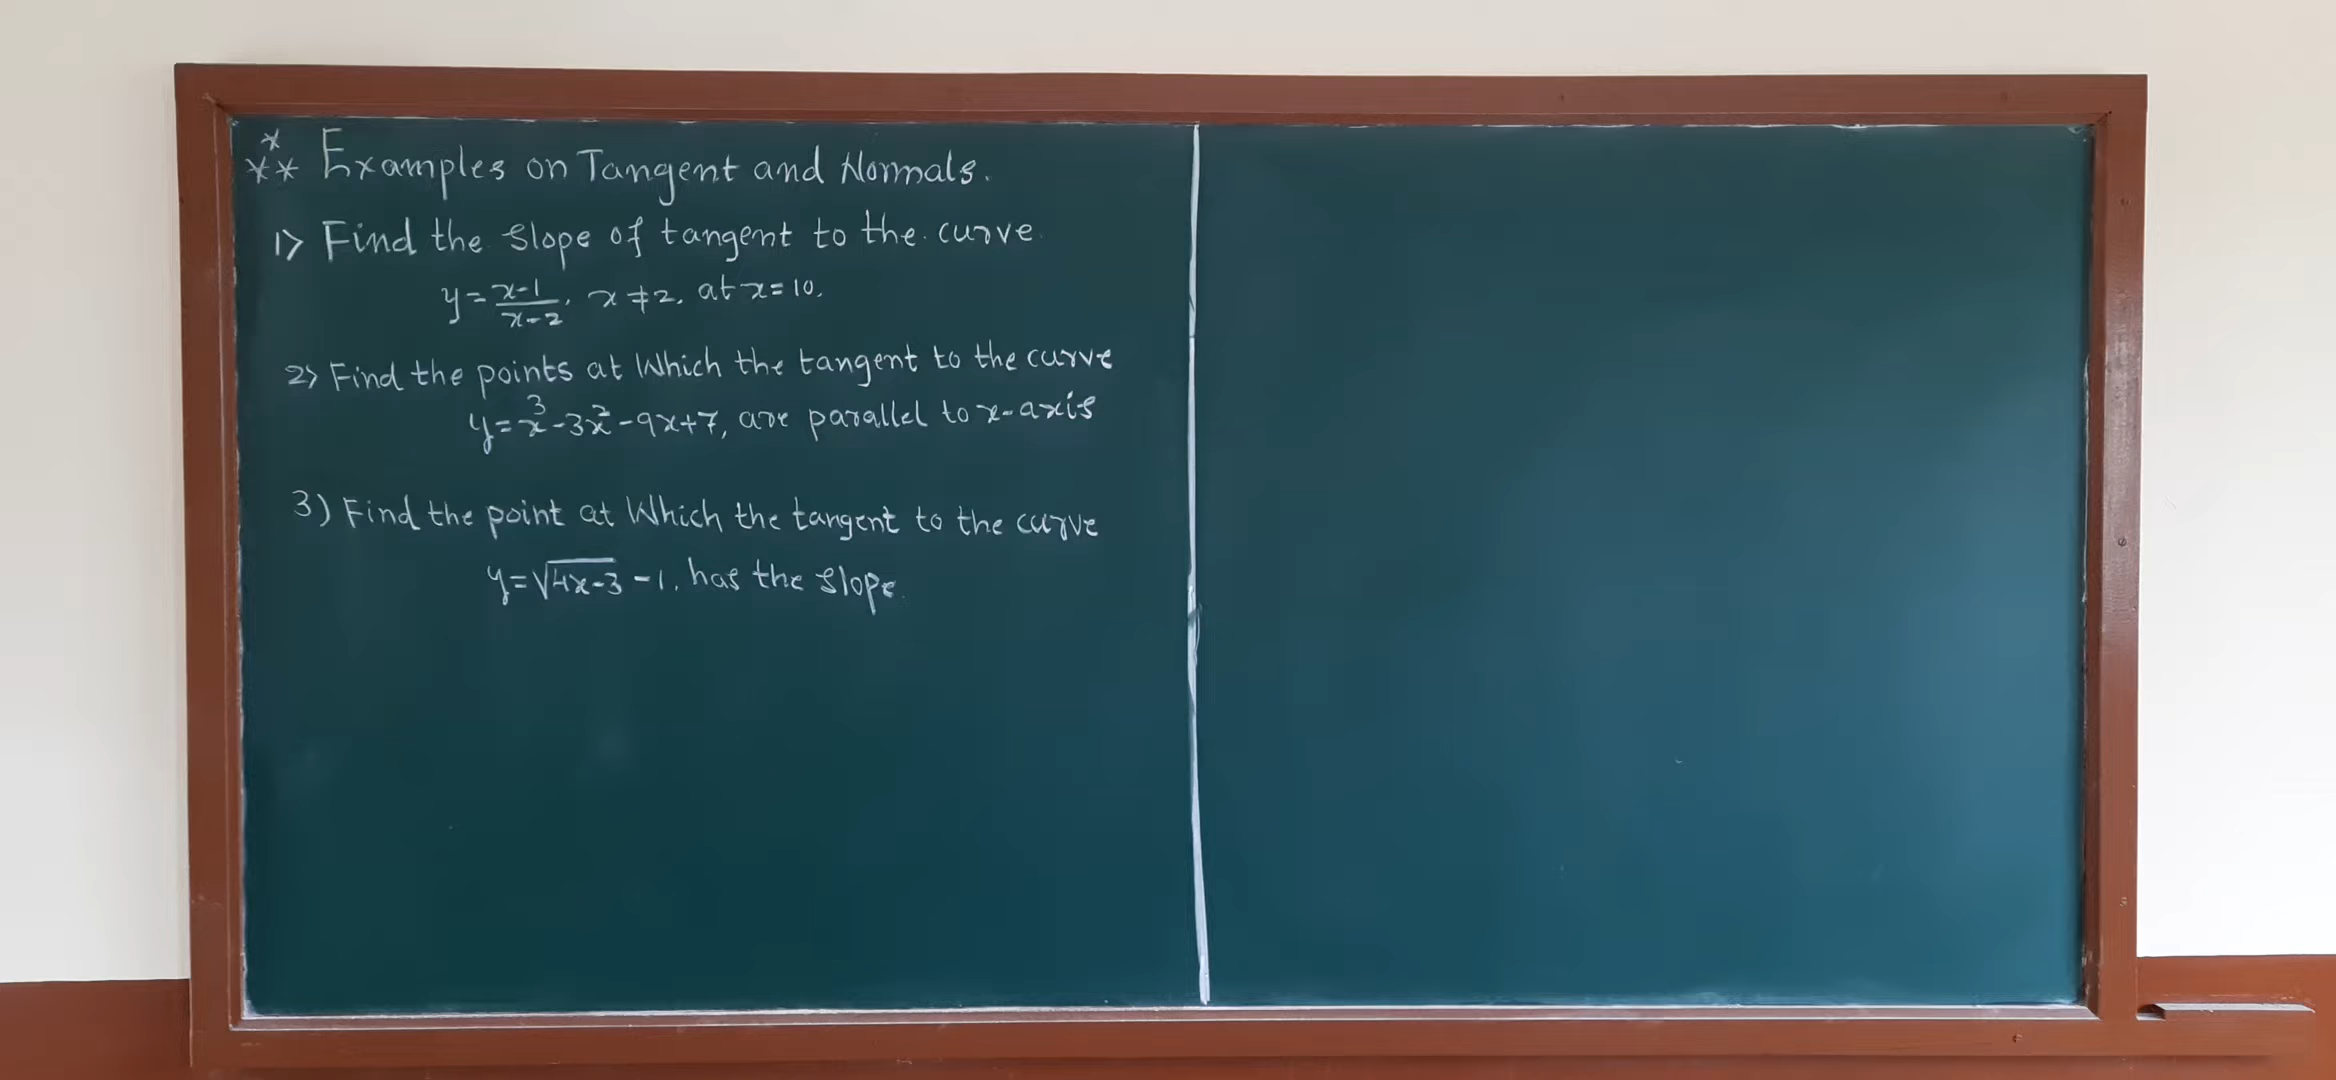 *** Examples on Tangent and Normals.
1> Find the slope of tangent to the curve
y = x-1/x-2, x ≠ 2, at x = 10.
2> Find the points at Which the tangent to the curve
y = x³-3x²-9x+7, are parallel to x-axis
3) Find the point at Which the tangent to the curve
y = √4x-3 - 1, has the slope.